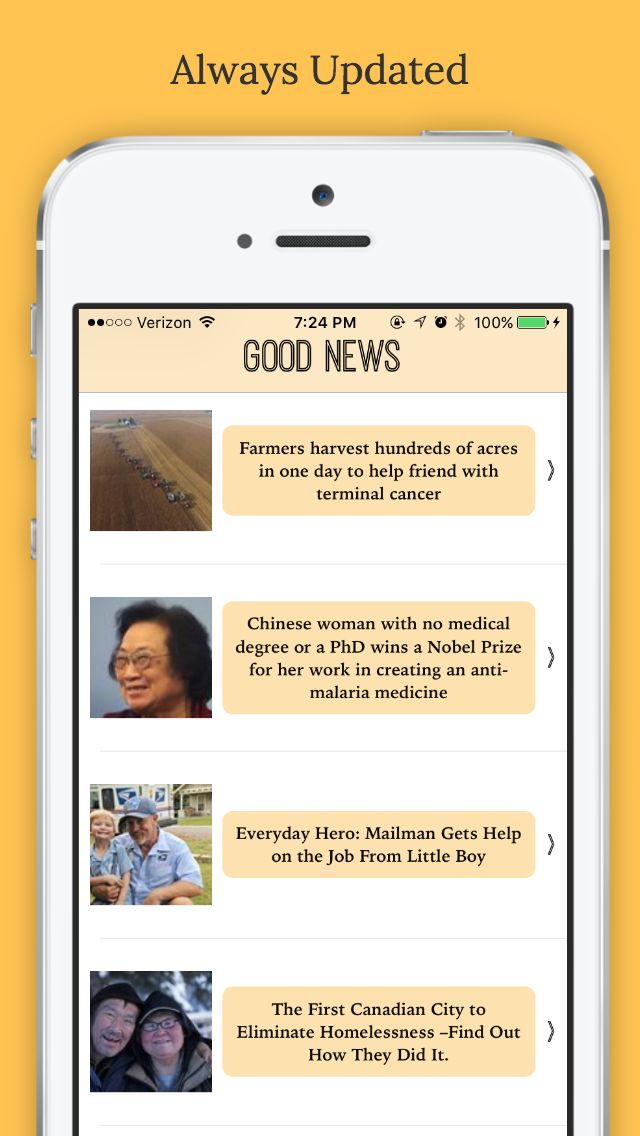 Always Updated
Verizon 7:24 PM 100%
GOOD NEWS
Farmers harvest hundreds of acres
in one day to help friend with
terminal cancer
Chinese woman with no medical
degree or a PhD wins a Nobel Prize
for her work in creating an anti-
malaria medicine
Everyday Hero: Mailman Gets Help
on the Job From Little Boy
The First Canadian City to
Eliminate Homelessness –Find Out
How They Did It.